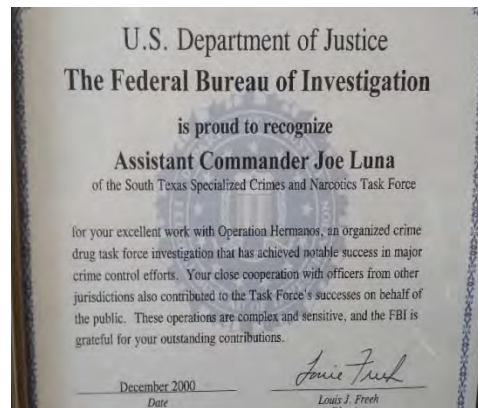 U.S. Department of Justice
The Federal Bureau of Investigation
is proud to recognize
Assistant Commander Joe Luna
of the South Texas Specialized Crimes and Narcotics Task Force
for your excellent work with Operation Hermanos, an organized crime
drug task force investigation that has achieved notable success in major
crime control efforts. Your close cooperation with officers from other
jurisdictions also contributed to the Task Force's successes on behalf of
the public. These operations are complex and sensitive, and the FBI is
grateful for your outstanding contributions.
Louis Freeh
December 2000
Date
Louis J. Freeh